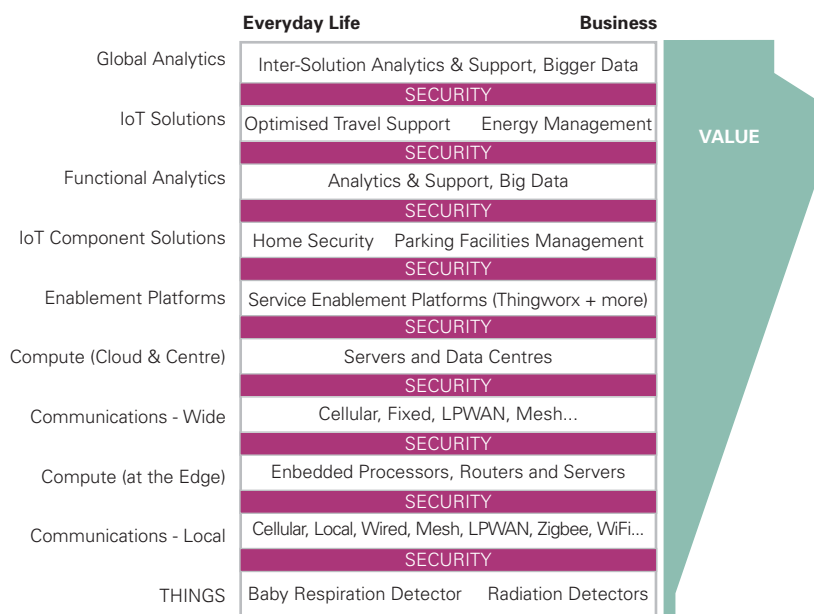 Everyday Life Business
Global Analytics Inter-Solution Analytics & Support, Bigger Data
SECURITY
IoT Solutions Optimised Travel Support Energy Management
VALUE
SECURITY
Functional Analytics Analytics & Support, Big Data
SECURITY
IoT Component Solutions Home Security Parking Facilities Management
SECURITY
Enablement Platforms Service Enablement Platforms (Thingworx + more)
SECURITY
Compute (Cloud & Centre) Servers and Data Centres
SECURITY
Communications - Wide Cellular, Fixed, LPWAN, Mesh...
SECURITY
Compute (at the Edge) Enbedded Processors, Routers and Servers
SECURITY
Communications - Local Cellular, Local, Wired, Mesh, LPWAN, Zigbee, WiFi...
SECURITY
THINGS Baby Respiration Detector Radiation Detectors